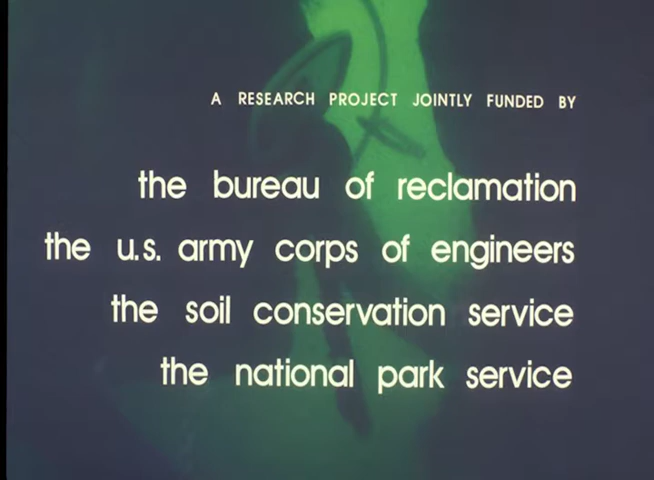 A RESEARCH PROJECT JOINTLY FUNDED BY
the bureau of reclamation
the u.s. army corps of engineers
the soil conservation service
the national park service